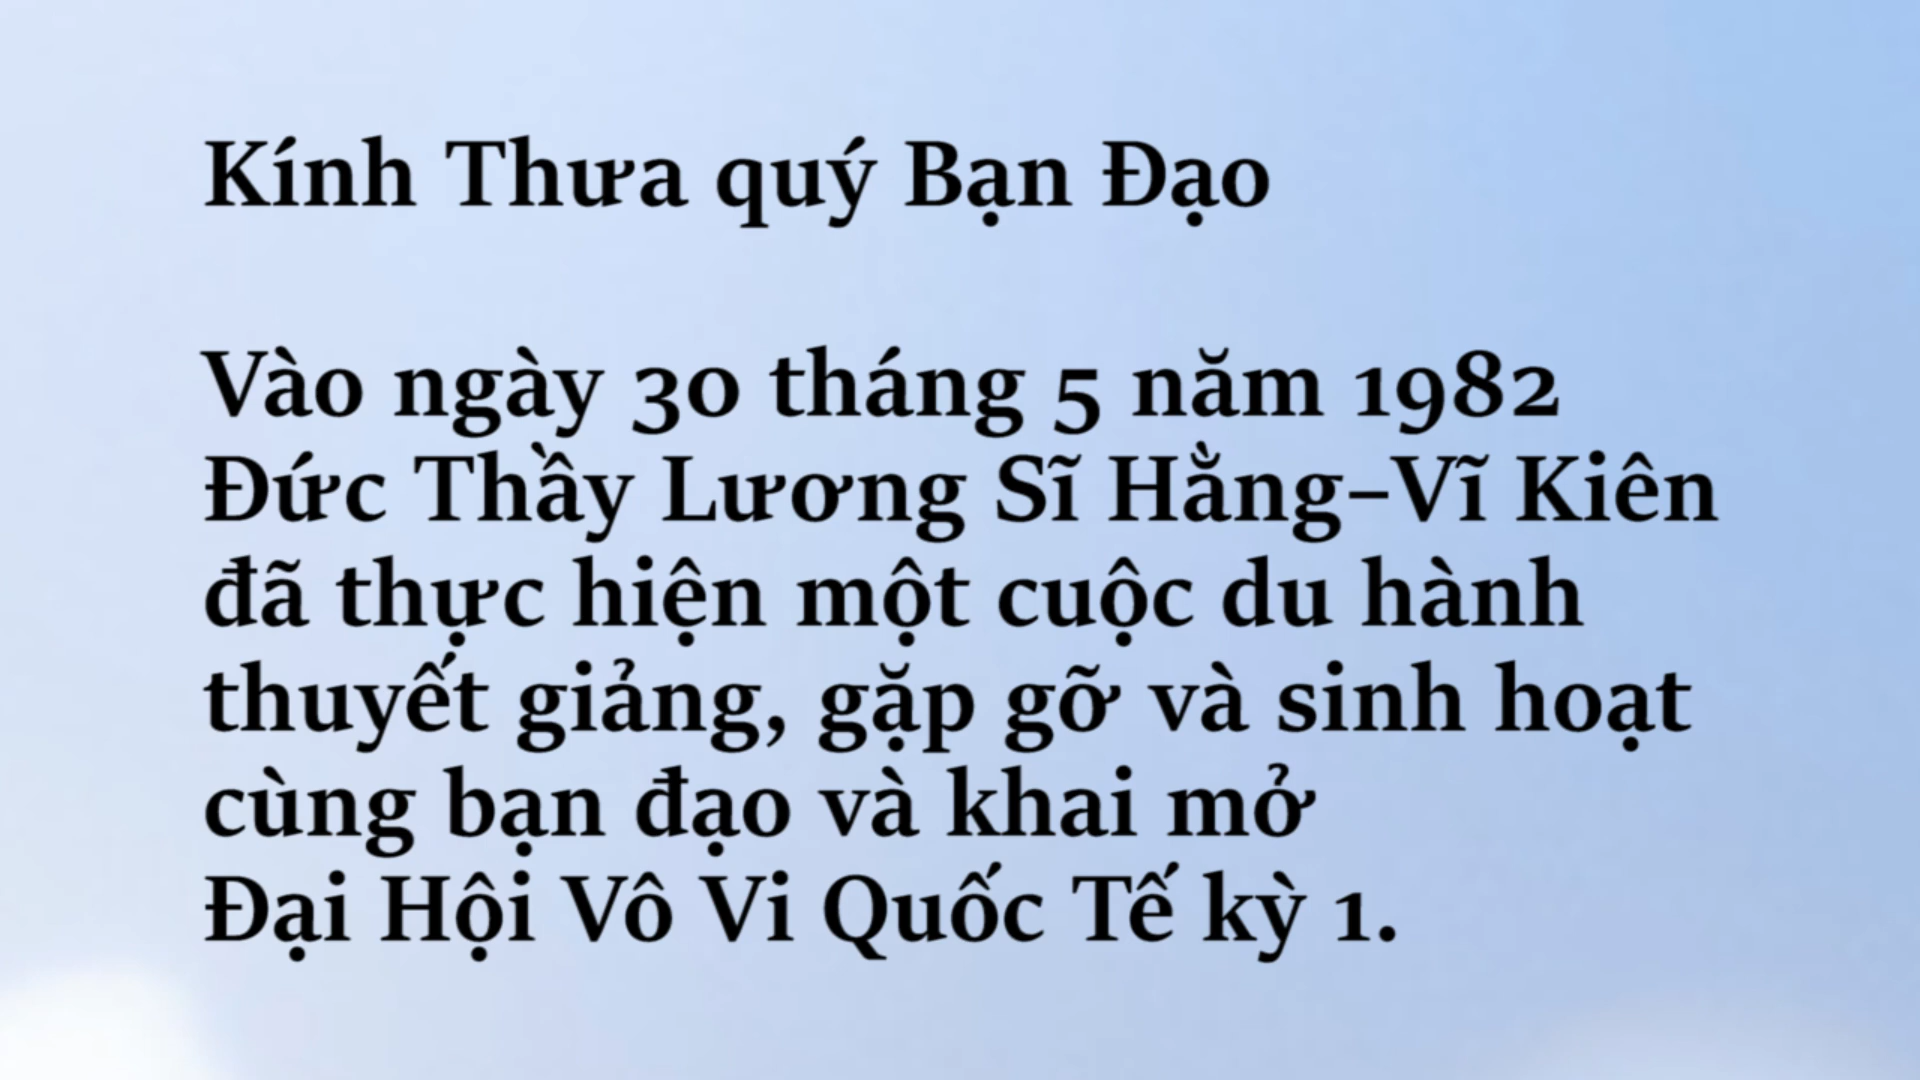 Kính Thưa quý Bạn Đạo
Vào ngày 30 tháng 5 năm 1982
Đức Thầy Lương Sĩ Hằng–Vĩ Kiên
đã thực hiện một cuộc du hành
thuyết giảng, gặp gỡ và sinh hoạt
cùng bạn đạo và khai mở
Đại Hội Vô Vi Quốc Tế kỳ 1.